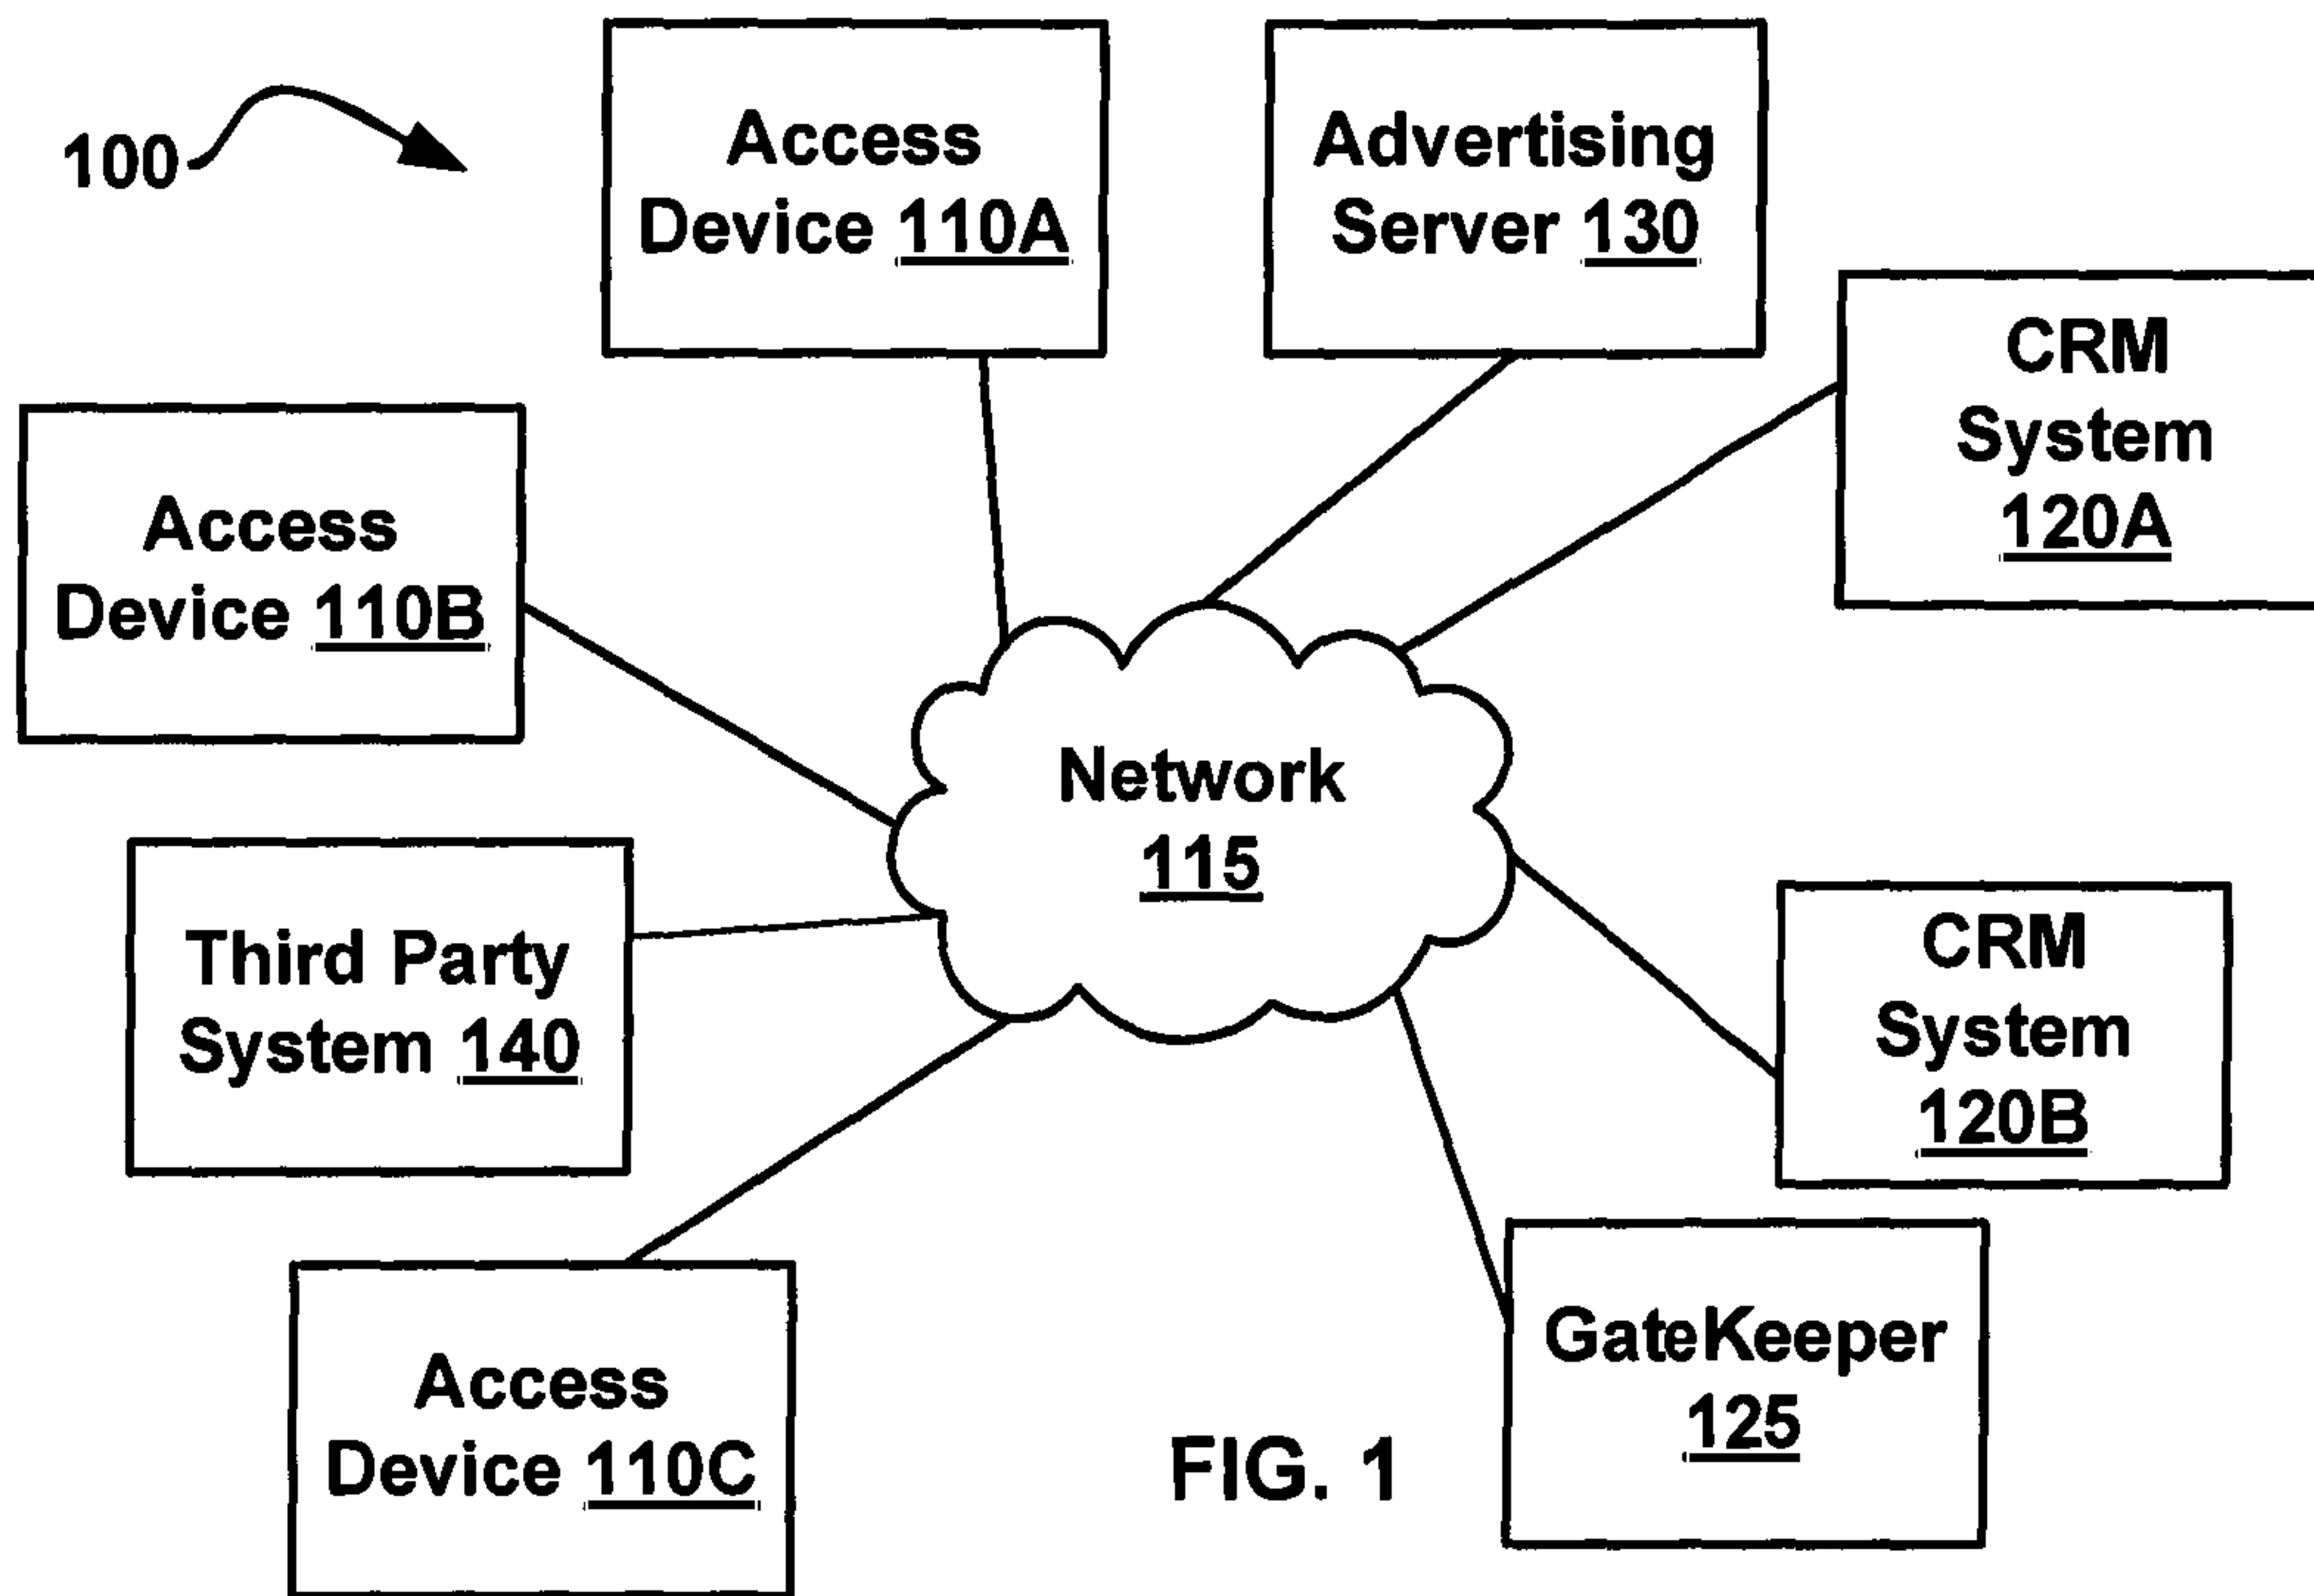 100
Access
Device 110A
Advertising
Server 130
CRM
System
120A
Access
Device 110B
Network
115
Third Party
System 140
CRM
System
120B
Access
Device 110C
GateKeeper
125
FIG. 1